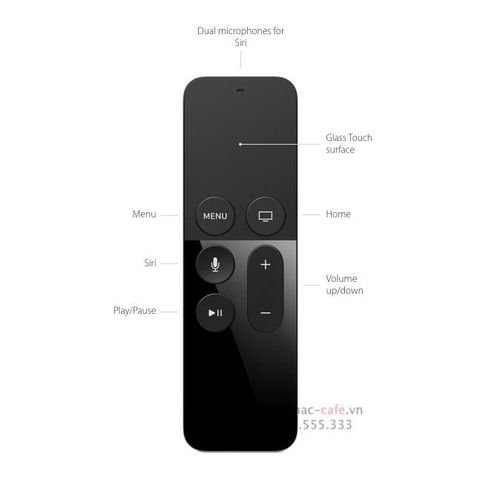 Dual microphones for
Siri
Glass Touch
surface
Menu
MENU
Home
Siri
Volume
up/down
Play/Pause
-cafe.vn
.555.333